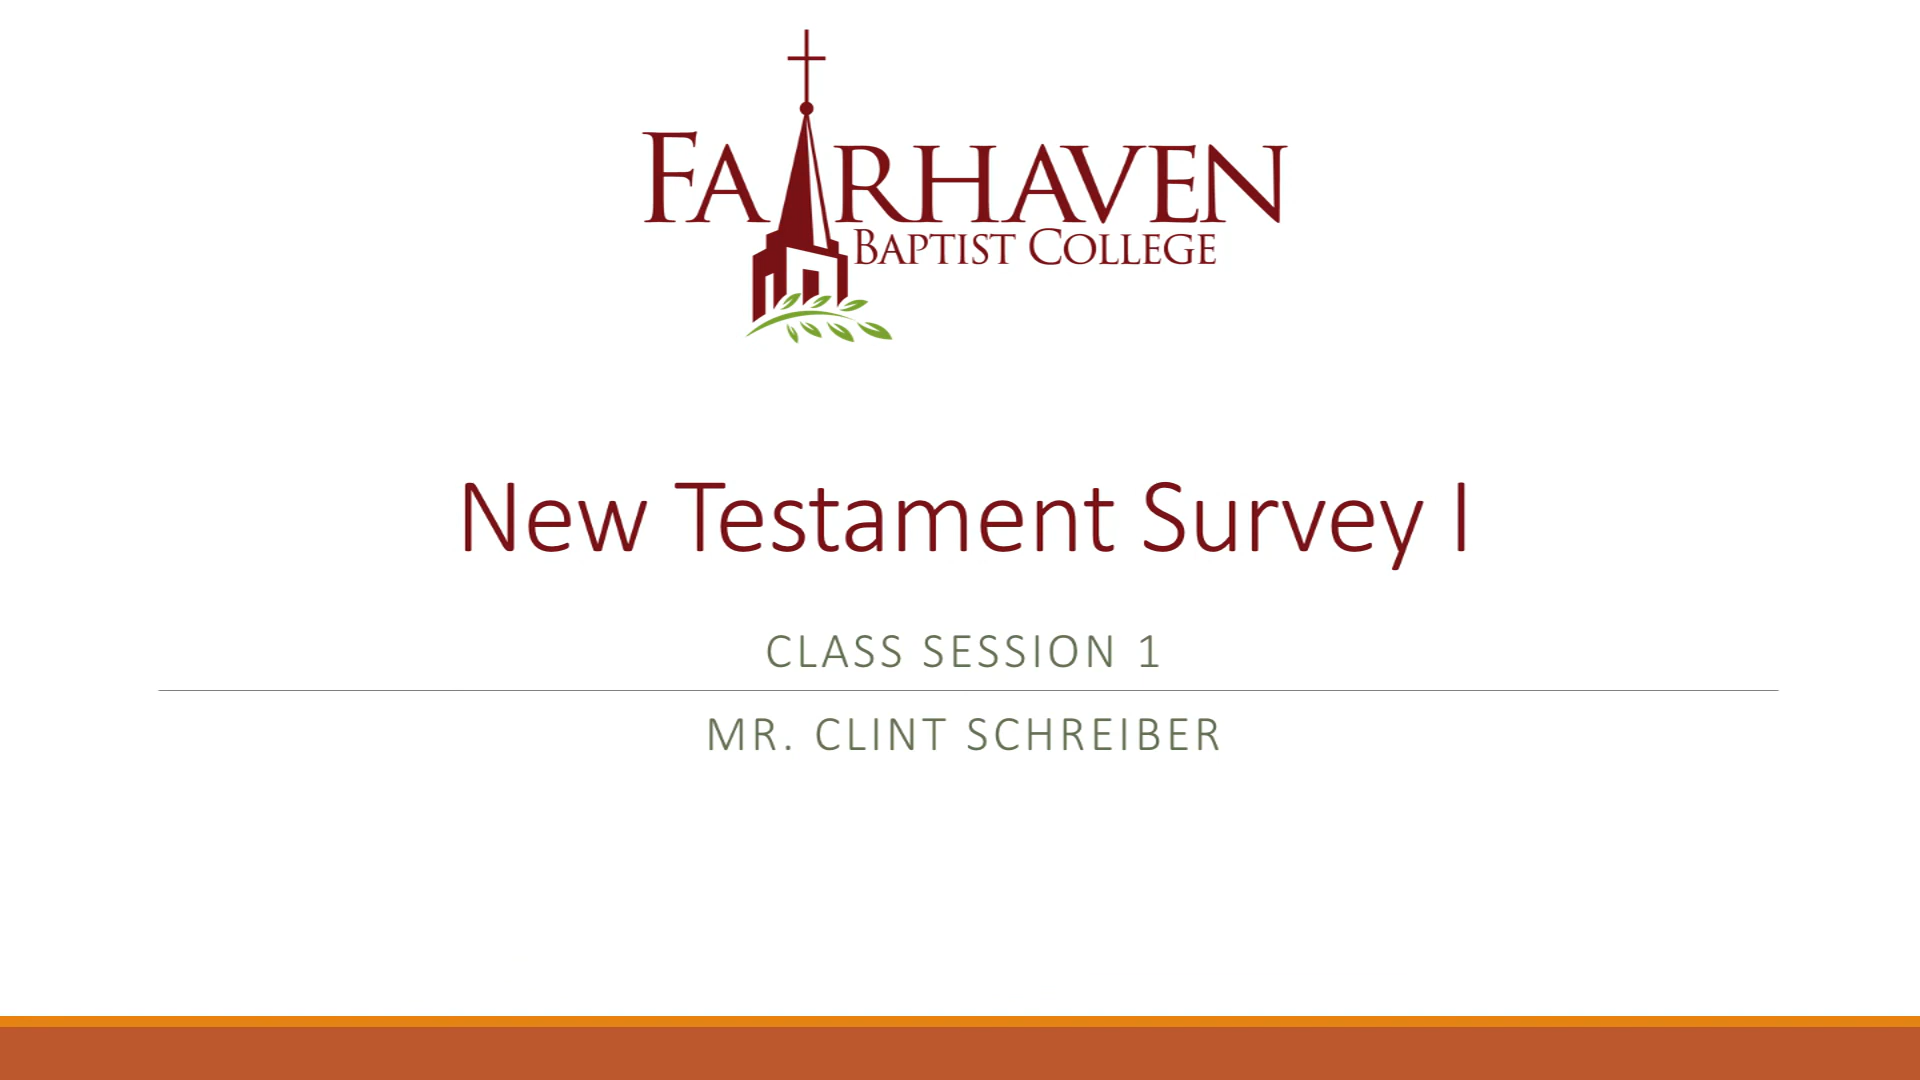 FAIRHAVEN
BAPTIST COLLEGE
New Testament Survey I
CLASS SESSION 1
MR. CLINT SCHREIBER